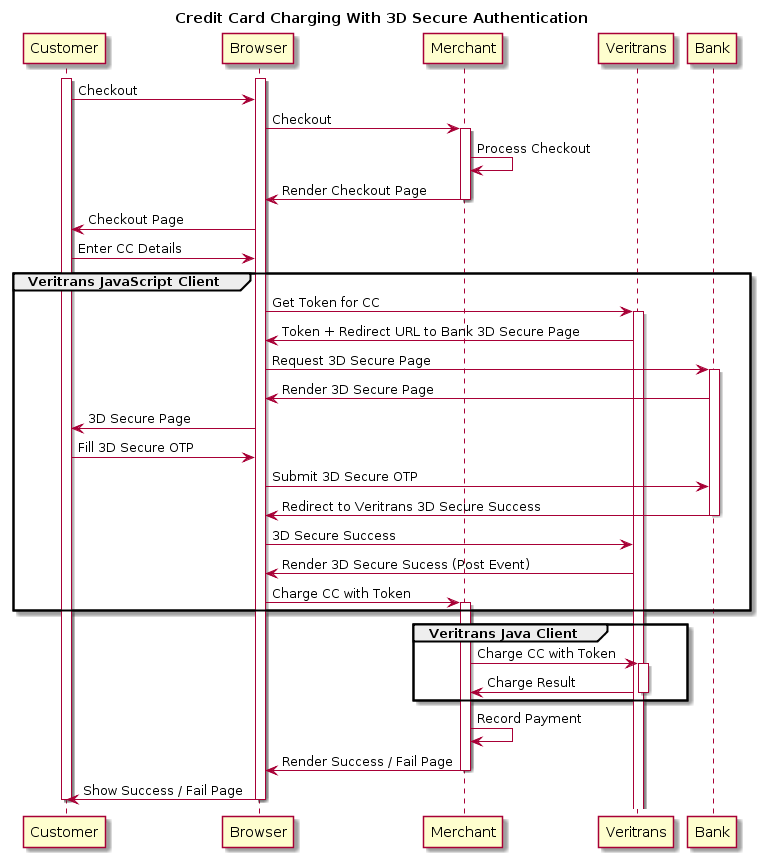 Credit Card Charging With 3D Secure Authentication
Customer Browser Merchant Veritrans Bank
Checkout
Checkout
Process Checkout
Render Checkout Page
Checkout Page
Enter CC Details
Veritrans JavaScript Client
Get Token for CC
Token + Redirect URL to Bank 3D Secure Page
Request 3D Secure Page
Render 3D Secure Page
3D Secure Page
Fill 3D Secure OTP
Submit 3D Secure OTP
Redirect to Veritrans 3D Secure Success
3D Secure Success
Render 3D Secure Sucess (Post Event)
Charge CC with Token
Veritrans Java Client
Charge CC with Token
Charge Result
Record Payment
Render Success / Fail Page
Show Success / Fail Page
Customer Browser Merchant Veritrans Bank